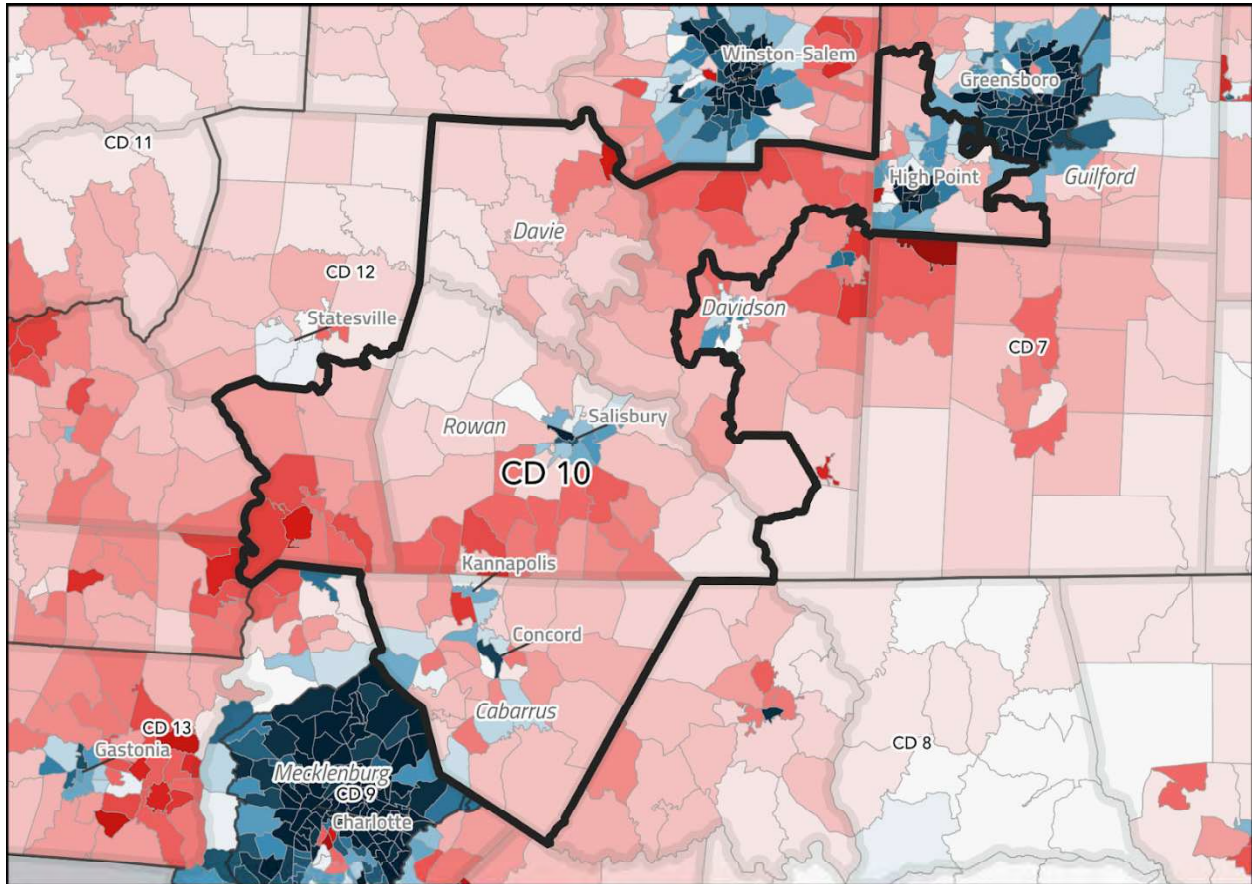 Winston-Salem
Greensboro
CD 11
High Point
Guilford
Davie
CD 12
Statesville
Davidson
CD 7
Rowan
Salisbury
CD 10
Kannapolis
Concord
Cabarrus
CD 13
Gastonia
CD 8
Mecklenburg
CD 9
Charlotte